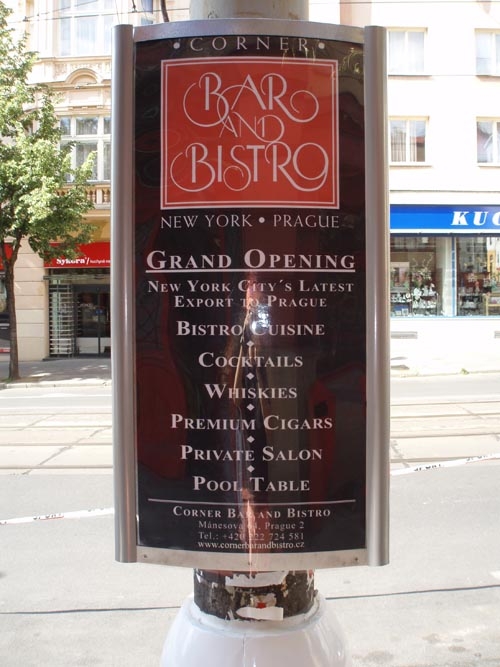 • CORNER •
BAR
AND
BISTRO
NEW YORK • PRAGUE
GRAND OPENING
NEW YORK CITY´S LATEST
EXPORT TO PRAGUE
BISTRO CUISINE
COCKTAILS
WHISKIES
PREMIUM CIGARS
PRIVATE SALON
POOL TABLE
CORNER BAR AND BISTRO
Mánesova 64, Prague 2
Tel.: +420 222 724 581
www.cornerbarandbistro.cz
Sykora
KUC